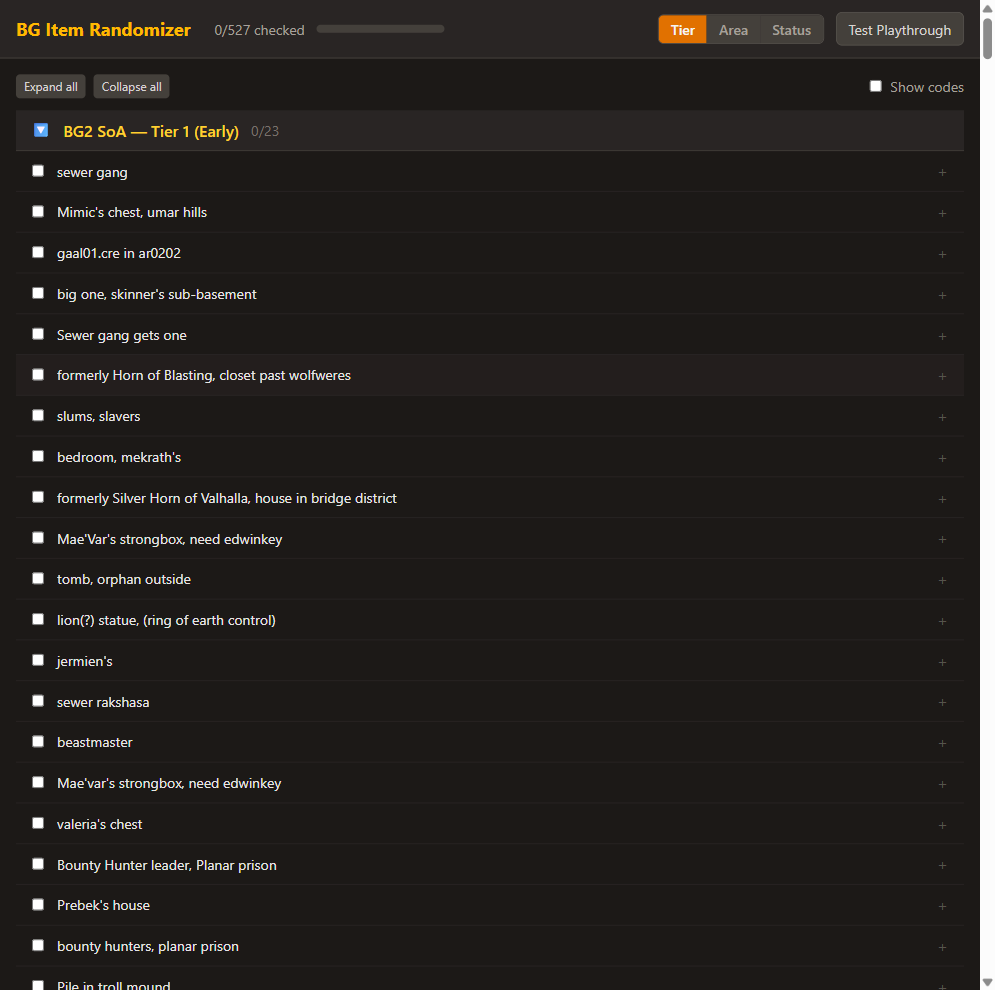 BG Item Randomizer 0/527 checked Tier Area Status Test Playthrough
Expand all Collapse all Show codes
BG2 SoA — Tier 1 (Early) 0/23
sewer gang +
Mimic's chest, umar hills +
gaal01.cre in ar0202 +
big one, skinner's sub-basement +
Sewer gang gets one +
formerly Horn of Blasting, closet past wolfweres +
slums, slavers +
bedroom, mekrath's +
formerly Silver Horn of Valhalla, house in bridge district +
Mae'Var's strongbox, need edwinkey +
tomb, orphan outside +
lion(?) statue, (ring of earth control) +
jermien's +
sewer rakshasa +
beastmaster +
Mae'var's strongbox, need edwinkey +
valeria's chest +
Bounty Hunter leader, Planar prison +
Prebek's house +
bounty hunters, planar prison +
Pile in troll mound +